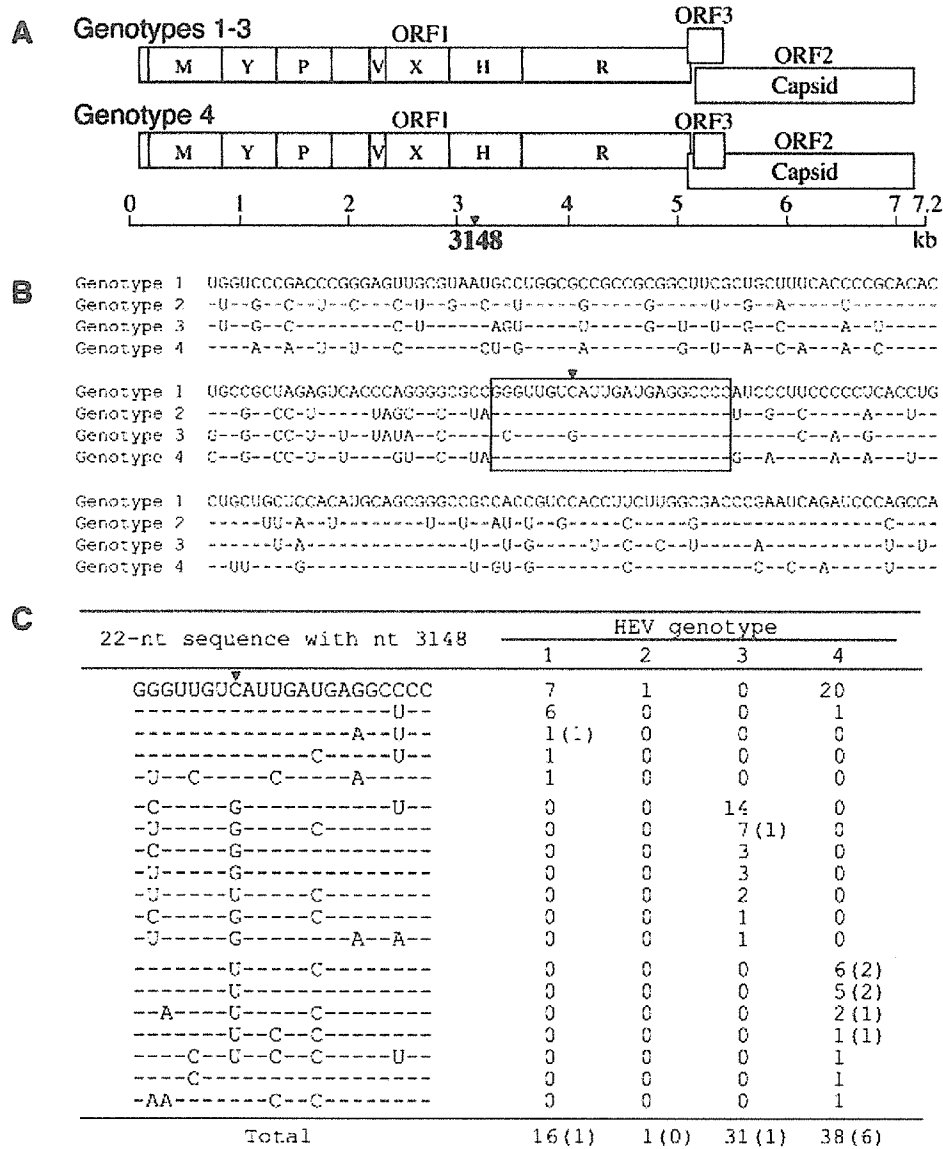 A
Genotypes 1-3
ORF1
ORF3
M Y P V X H R
ORF2
Capsid
Genotype 4
ORF1
ORF3
M Y P V X H R
ORF2
Capsid
0 1 2 3 4 5 6 7 7.2
3148
kb
B
Genotype 1 UGGUCCCGACCCGGGAGUUGCGUAAUGCCUGGCGCCGCCGCGGCUUCGCUGCUUUCACCCCGCACAC
Genotype 2 -U--G--C---U-C---C-U--G--C--U------G------G-----U--G--A-----U--------
Genotype 3 -U--G--C----------C-U------AGU-----U------G--U--U--G--C-----A--U-----
Genotype 4 ----A--A--U--U---C-------CU-G-----A--------G--U--A--C-A---A--C-----
Genotype 1 UGCCGCUAGAGUCACCCAGGGGCGCCGGGUUGUCAUUGAUGAGGCCCCAUCCCUUCCCCCUCACCUG
Genotype 2 ---G--CC-U-----UAGC--C--UA----------------------U--G--C-----A---U--
Genotype 3 G--G--CC-U--U--UAUA--C-----C-----G--------------------C--A--G------
Genotype 4 C--G--CC-U--U----GU--C--UA----------------------G--A-----A--A---U--
Genotype 1 CUGCUGCUCCACAUGCAGCGGGCCGCCACCGUCCACCUUCUUGGCGACCCGAAUCAGAUCCCAGCCA
Genotype 2 -----UU-A--U--------U--U--AU-U--G-----C-----G-----------------C----
Genotype 3 ------U-A---------------U--U-G-----U--C--C--U-----A-----------U--U-
Genotype 4 --UU----G---------------U-GU-G--------C-----------C--C--A-----U----
C
22-nt sequence with nt 3148 HEV genotype
1 2 3 4
GGGUUGUCAUUGAUGAGGCCCC 7 1 0 20
-------------------U-- 6 0 0 1
----------------A--U-- 1(1) 0 0 0
-------------C-----U-- 1 0 0 0
-U--C-----C-----A----- 1 0 0 0
-C-----G-----------U-- 0 0 14 0
-U-----G-----C-------- 0 0 7(1) 0
-C-----G-------------- 0 0 3 0
-U-----G-------------- 0 0 3 0
-U-----U-----C-------- 0 0 2 0
-C-----G-----C-------- 0 0 1 0
-U-----G--------A--A-- 0 0 1 0
-------U-----C-------- 0 0 0 6(2)
-------U-------------- 0 0 0 5(2)
--A----U-----C-------- 0 0 0 2(1)
-------U--C--C-------- 0 0 0 1(1)
----C--U--C--C-----U-- 0 0 0 1
----C----------------- 0 0 0 1
-AA-------C--C-------- 0 0 0 1
Total 16(1) 1(0) 31(1) 38(6)